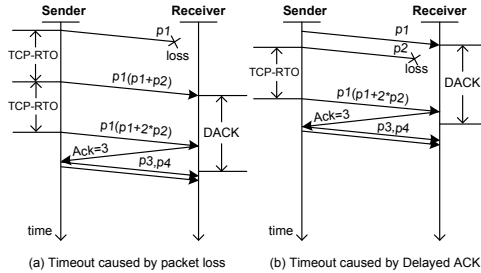 Sender Receiver
p1
loss
TCP-RTO
p1(p1+p2)
TCP-RTO
DACK
p1(p1+2*p2)
Ack=3
p3,p4
time
(a) Timeout caused by packet loss
Sender Receiver
p1
p2
loss
TCP-RTO
p1(p1+2*p2)
DACK
Ack=3
p3,p4
time
(b) Timeout caused by Delayed ACK